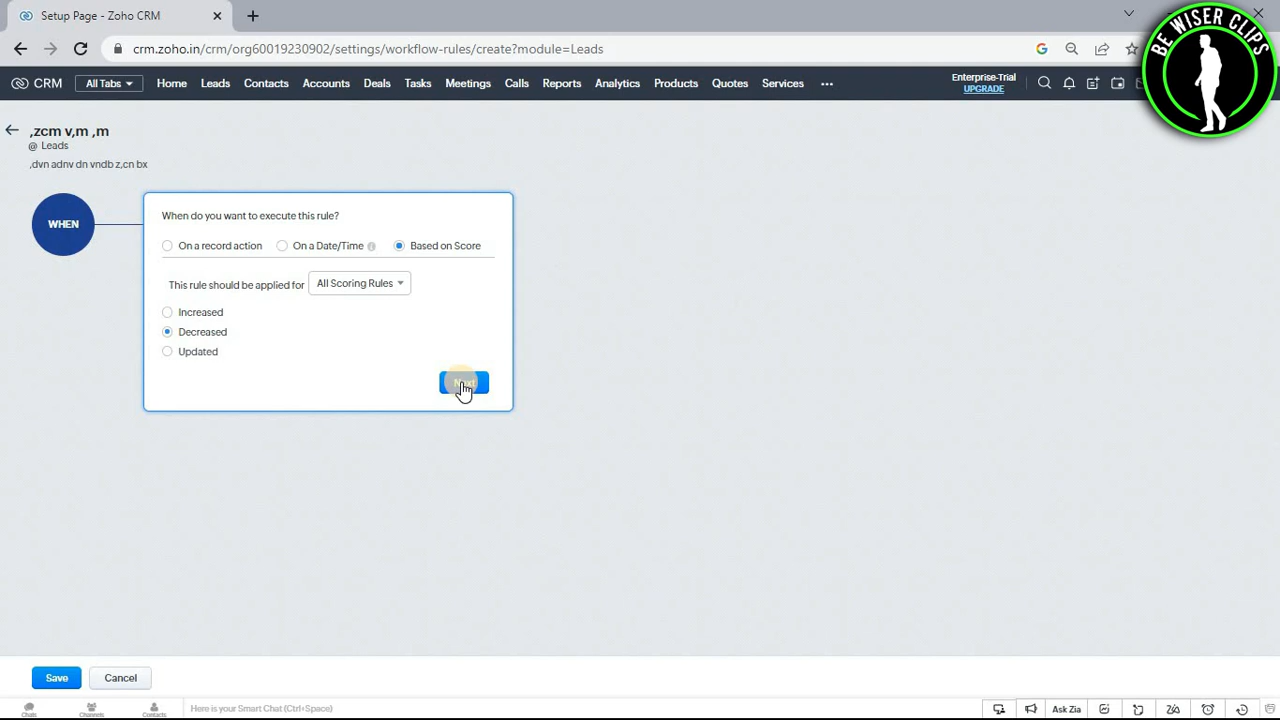 Setup Page - Zoho CRM
crm.zoho.in/crm/org60019230902/settings/workflow-rules/create?module=Leads
BE WISER CLIPS
CRM
All Tabs
Home
Leads
Contacts
Accounts
Deals
Tasks
Meetings
Calls
Reports
Analytics
Products
Quotes
Services
Enterprise-Trial
UPGRADE
,zcm v,m ,m
@ Leads
,dvn adnv dn vndb z,cn bx
WHEN
When do you want to execute this rule?
On a record action
On a Date/Time
Based on Score
This rule should be applied for
All Scoring Rules
Increased
Decreased
Updated
Next
Save
Cancel
Chats
Channels
Contacts
Here is your Smart Chat (Ctrl+Space)
Ask Zia